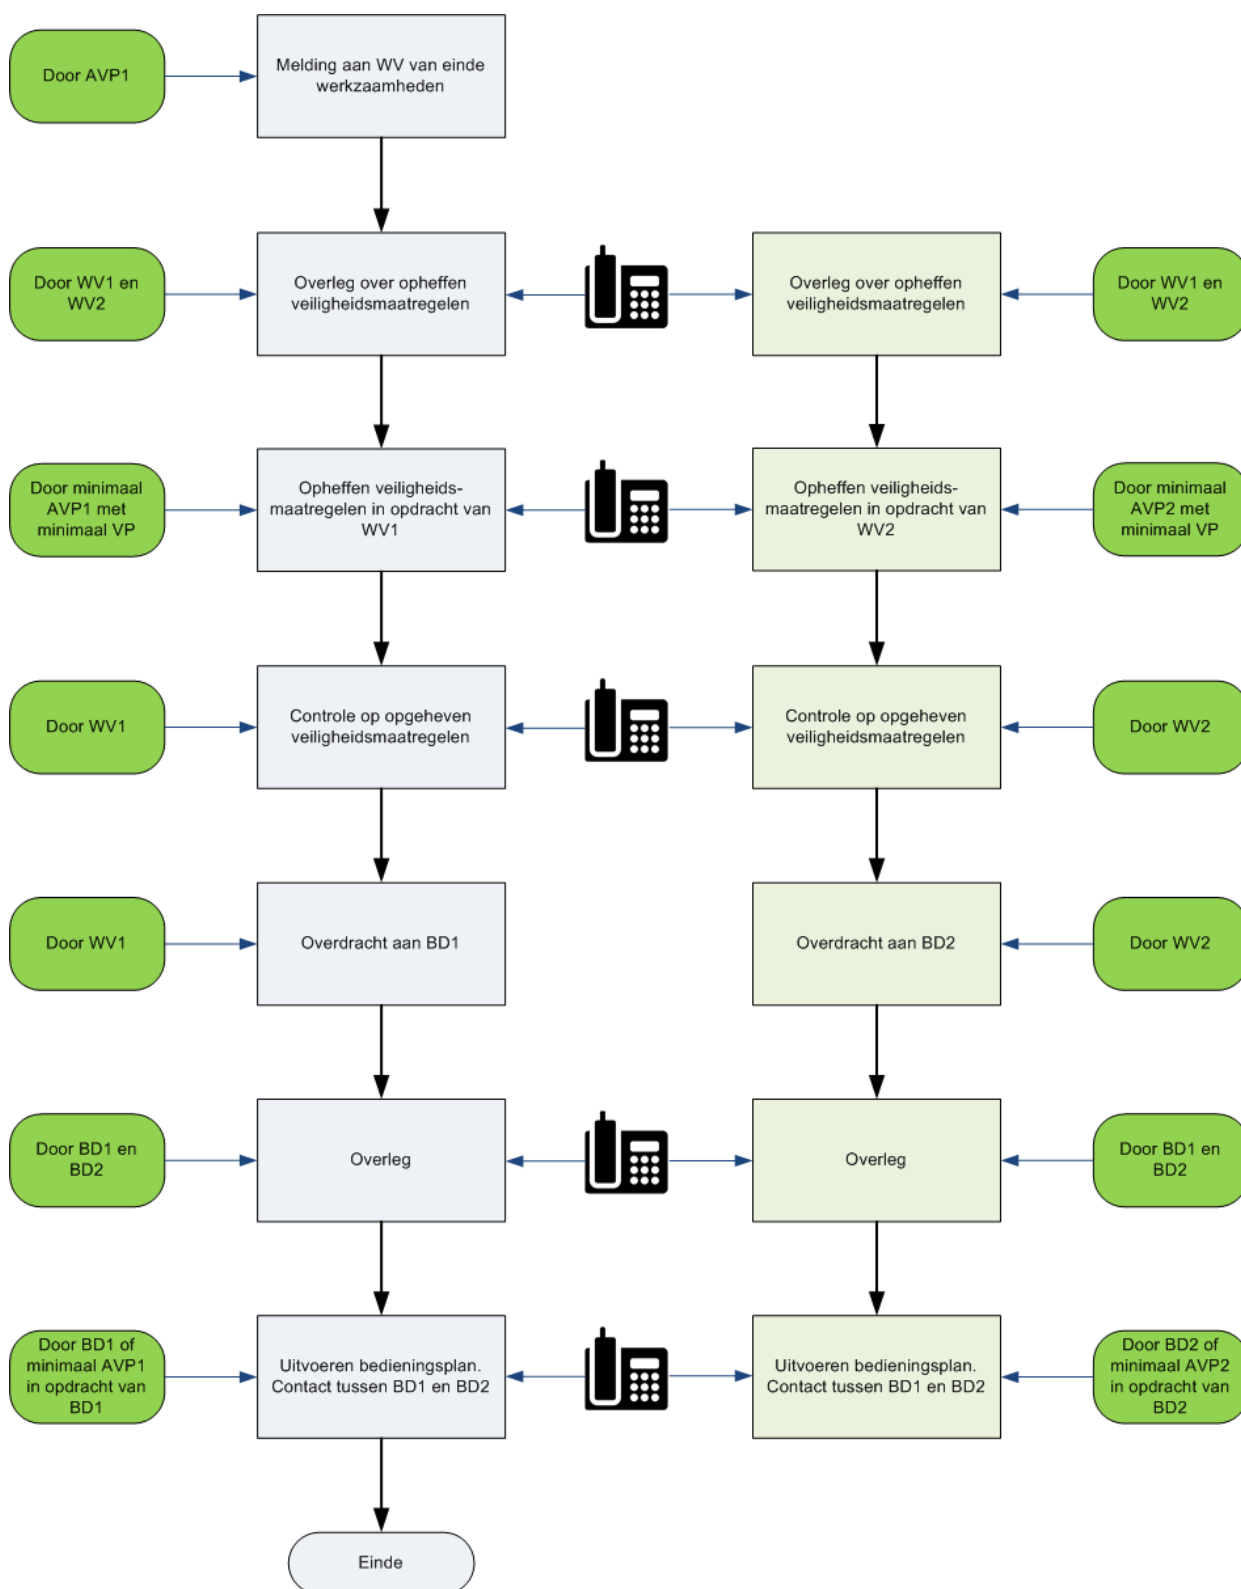 Door AVP1
Melding aan WV van einde
werkzaamheden
Door WV1 en
WV2
Overleg over opheffen
veiligheidsmaatregelen
Overleg over opheffen
veiligheidsmaatregelen
Door WV1 en
WV2
Door minimaal
AVP1 met
minimaal VP
Opheffen veiligheids-
maatregelen in opdracht van
WV1
Opheffen veiligheids-
maatregelen in opdracht van
WV2
Door minimaal
AVP2 met
minimaal VP
Door WV1
Controle op opgeheven
veiligheidsmaatregelen
Controle op opgeheven
veiligheidsmaatregelen
Door WV2
Door WV1
Overdracht aan BD1
Overdracht aan BD2
Door WV2
Door BD1 en
BD2
Overleg
Overleg
Door BD1 en
BD2
Door BD1 of
minimaal AVP1
in opdracht van
BD1
Uitvoeren bedieningsplan.
Contact tussen BD1 en BD2
Uitvoeren bedieningsplan.
Contact tussen BD1 en BD2
Door BD2 of
minimaal AVP2
in opdracht van
BD2
Einde